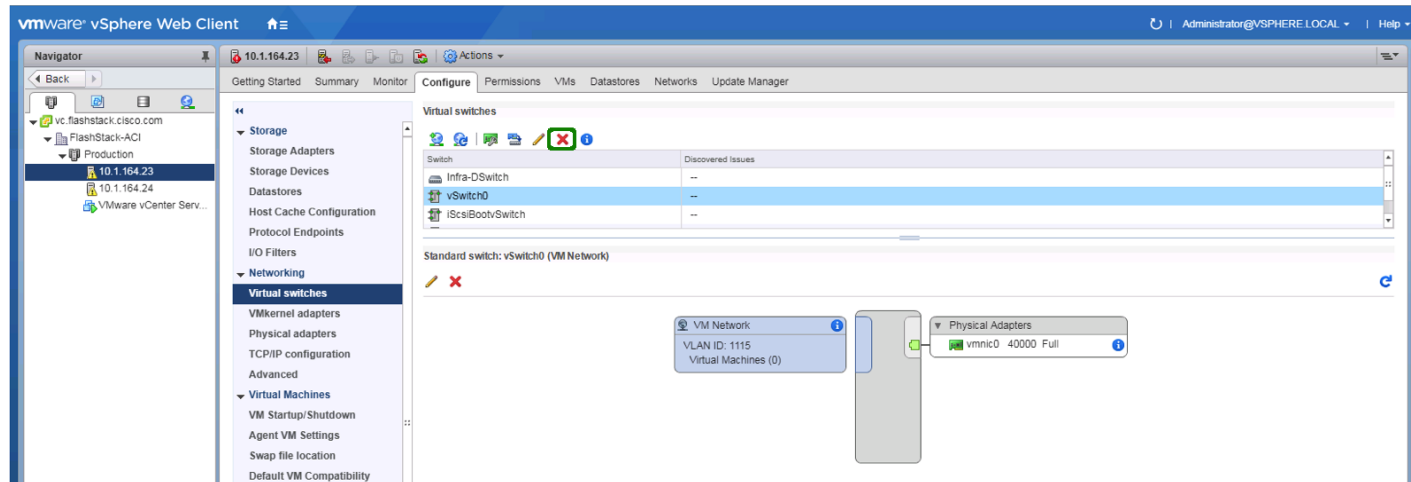 vmware® vSphere Web Client
Administrator@VSPHERE.LOCAL
Help
Navigator
Back
vc.flashstack.cisco.com
FlashStack-ACI
Production
10.1.164.23
10.1.164.24
VMware vCenter Serv...
10.1.164.23
Actions
Getting Started Summary Monitor Configure Permissions VMs Datastores Networks Update Manager
Storage
Storage Adapters
Storage Devices
Datastores
Host Cache Configuration
Protocol Endpoints
I/O Filters
Networking
Virtual switches
VMkernel adapters
Physical adapters
TCP/IP configuration
Advanced
Virtual Machines
VM Startup/Shutdown
Agent VM Settings
Swap file location
Default VM Compatibility
Virtual switches
Switch Discovered Issues
Infra-DSwitch --
vSwitch0 --
iScsiBootvSwitch --
Standard switch: vSwitch0 (VM Network)
VM Network
VLAN ID: 1115
Virtual Machines (0)
Physical Adapters
vmnic0 40000 Full